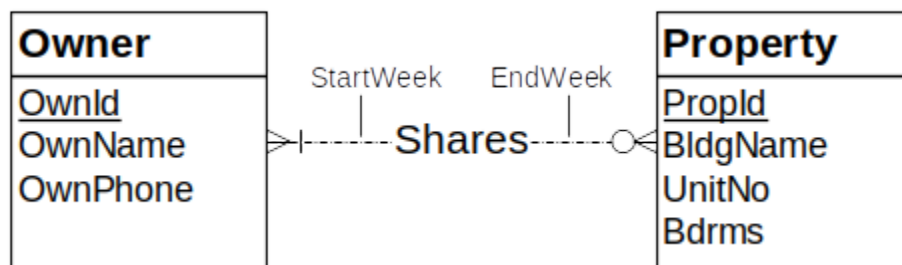 Owner
OwnId
OwnName
OwnPhone
StartWeek
EndWeek
Shares
Property
PropId
BldgName
UnitNo
Bdrms